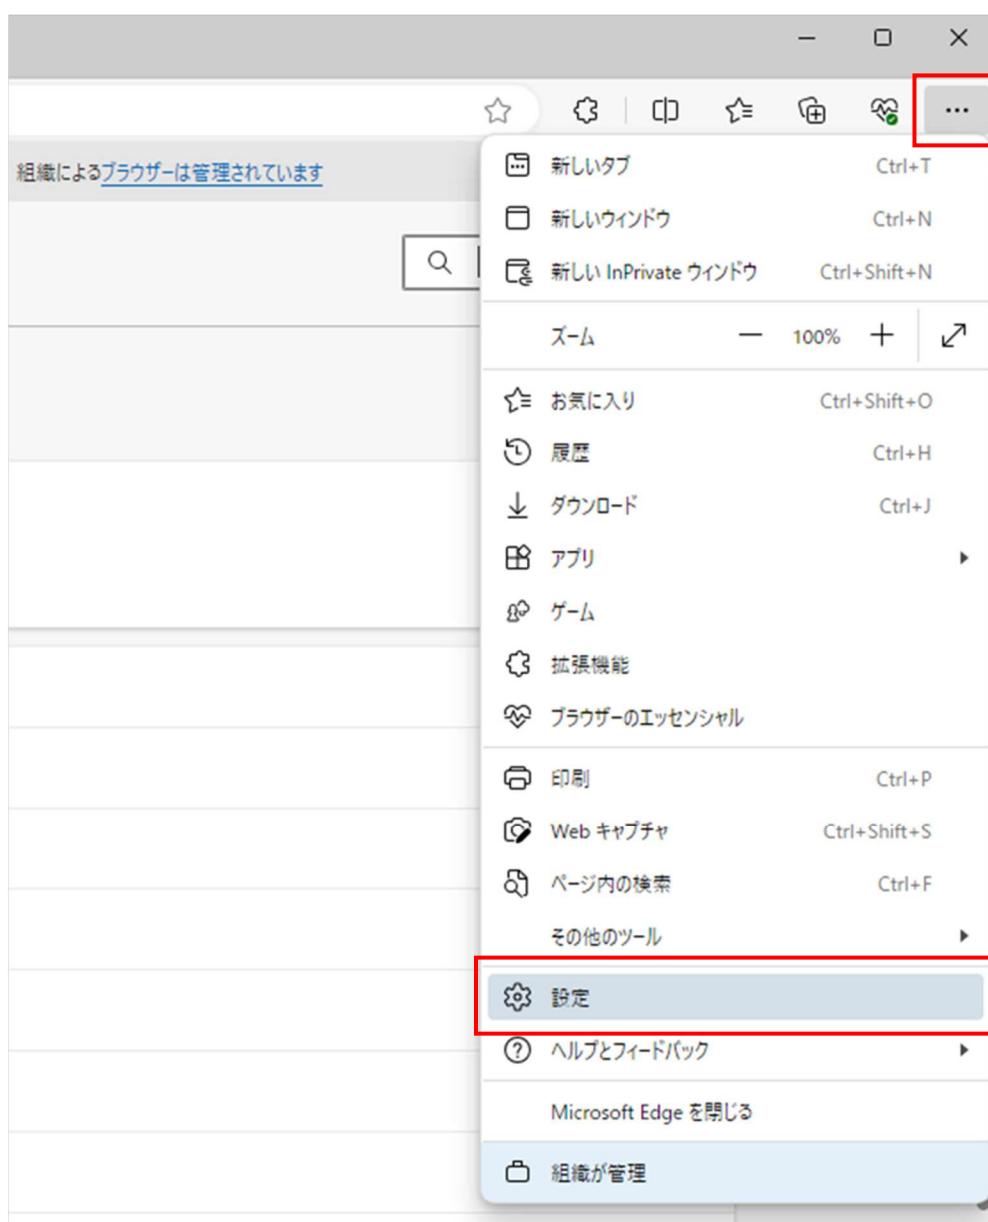 組織によるブラウザーは管理されています
新しいタブ Ctrl+T
新しいウィンドウ Ctrl+N
新しい InPrivate ウィンドウ Ctrl+Shift+N
ズーム 100%
お気に入り Ctrl+Shift+O
履歴 Ctrl+H
ダウンロード Ctrl+J
アプリ
ゲーム
拡張機能
ブラウザーのエッセンシャル
印刷 Ctrl+P
Web キャプチャ Ctrl+Shift+S
ページ内の検索 Ctrl+F
その他のツール
設定
ヘルプとフィードバック
Microsoft Edge を閉じる
組織が管理